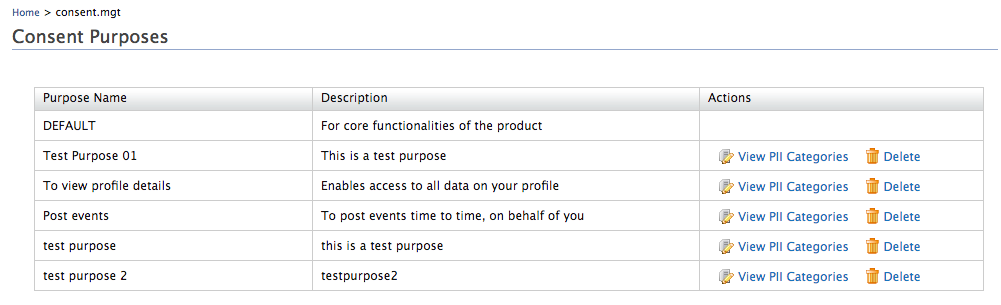 Home > consent.mgt
Consent Purposes
Purpose Name Description Actions
DEFAULT For core functionalities of the product
Test Purpose 01 This is a test purpose View PII Categories Delete
To view profile details Enables access to all data on your profile View PII Categories Delete
Post events To post events time to time, on behalf of you View PII Categories Delete
test purpose this is a test purpose View PII Categories Delete
test purpose 2 testpurpose2 View PII Categories Delete